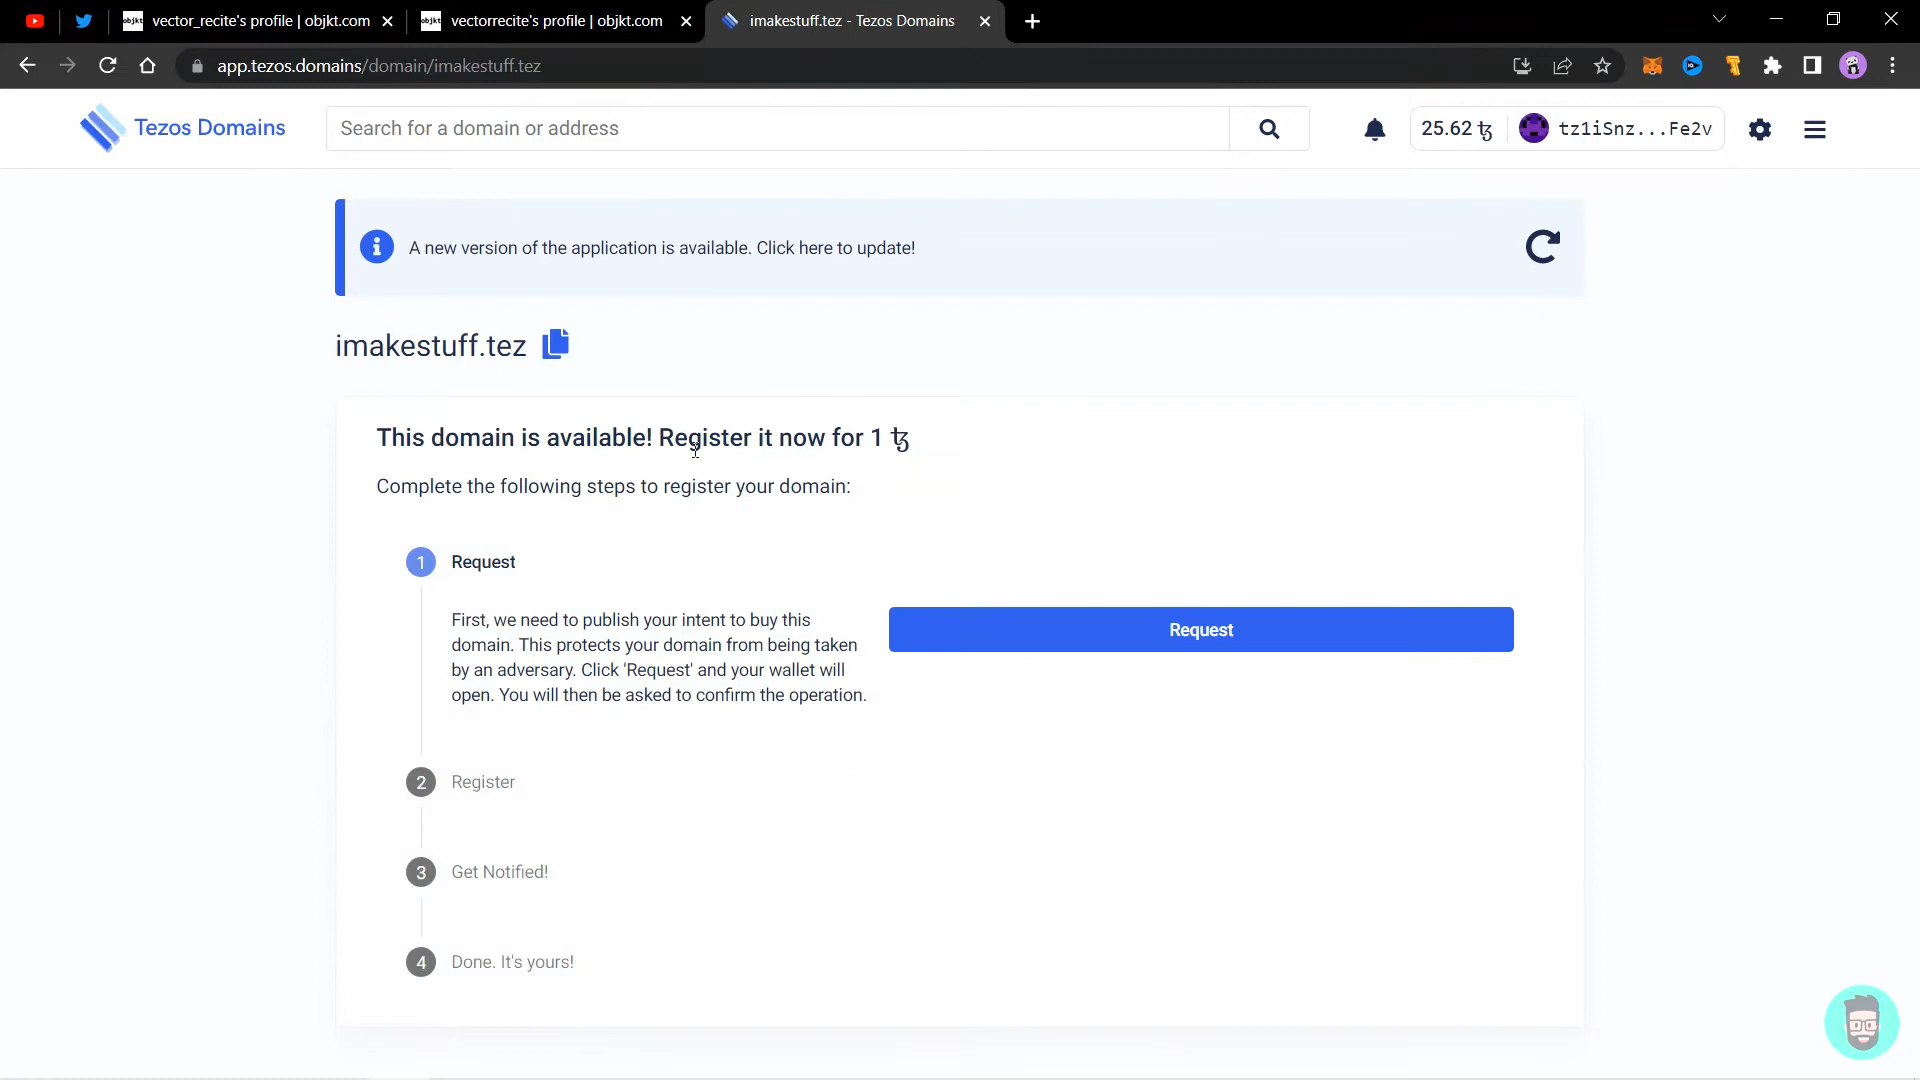 vector_recite's profile | objkt.com
vectorrecite's profile | objkt.com
imakestuff.tez - Tezos Domains
app.tezos.domains/domain/imakestuff.tez
Tezos Domains
Search for a domain or address
25.62 ꜩ
tz1iSnz...Fe2v
A new version of the application is available. Click here to update!
imakestuff.tez
This domain is available! Register it now for 1 ꜩ
Complete the following steps to register your domain:
1 Request
First, we need to publish your intent to buy this
domain. This protects your domain from being taken
by an adversary. Click 'Request' and your wallet will
open. You will then be asked to confirm the operation.
Request
2 Register
3 Get Notified!
4 Done. It's yours!